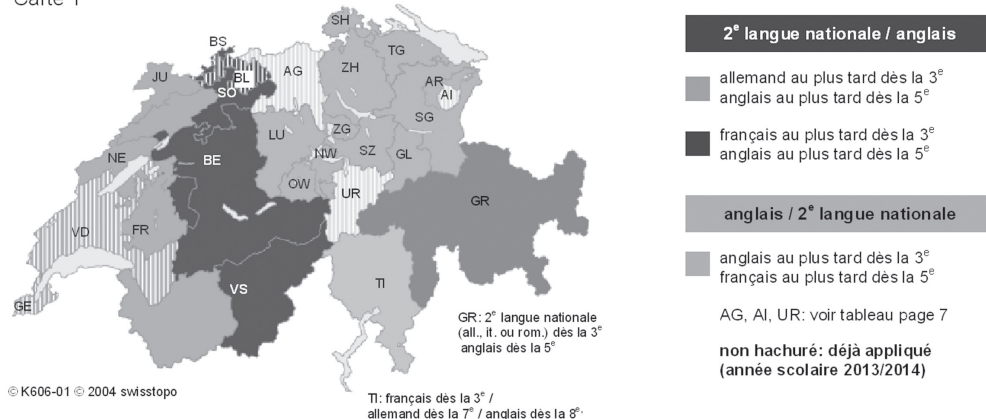 Carte 1
SH
BS
TG
JU
BL
AG
ZH
AR
AI
SO
SG
LU
ZG
NE
BE
NW
SZ
GL
OW
UR
GR
VD
FR
VS
TI
GE
GR: 2e langue nationale
(all., it. ou rom.) dès la 3e
anglais dès la 5e
© K606-01 © 2004 swisstopo
TI: français dès la 3e /
allemand dès la 7e / anglais dès la 8e.
2e langue nationale / anglais
allemand au plus tard dès la 3e
anglais au plus tard dès la 5e
français au plus tard dès la 3e
anglais au plus tard dès la 5e
anglais / 2e langue nationale
anglais au plus tard dès la 3e
français au plus tard dès la 5e
AG, AI, UR: voir tableau page 7
non hachuré: déjà appliqué
(année scolaire 2013/2014)